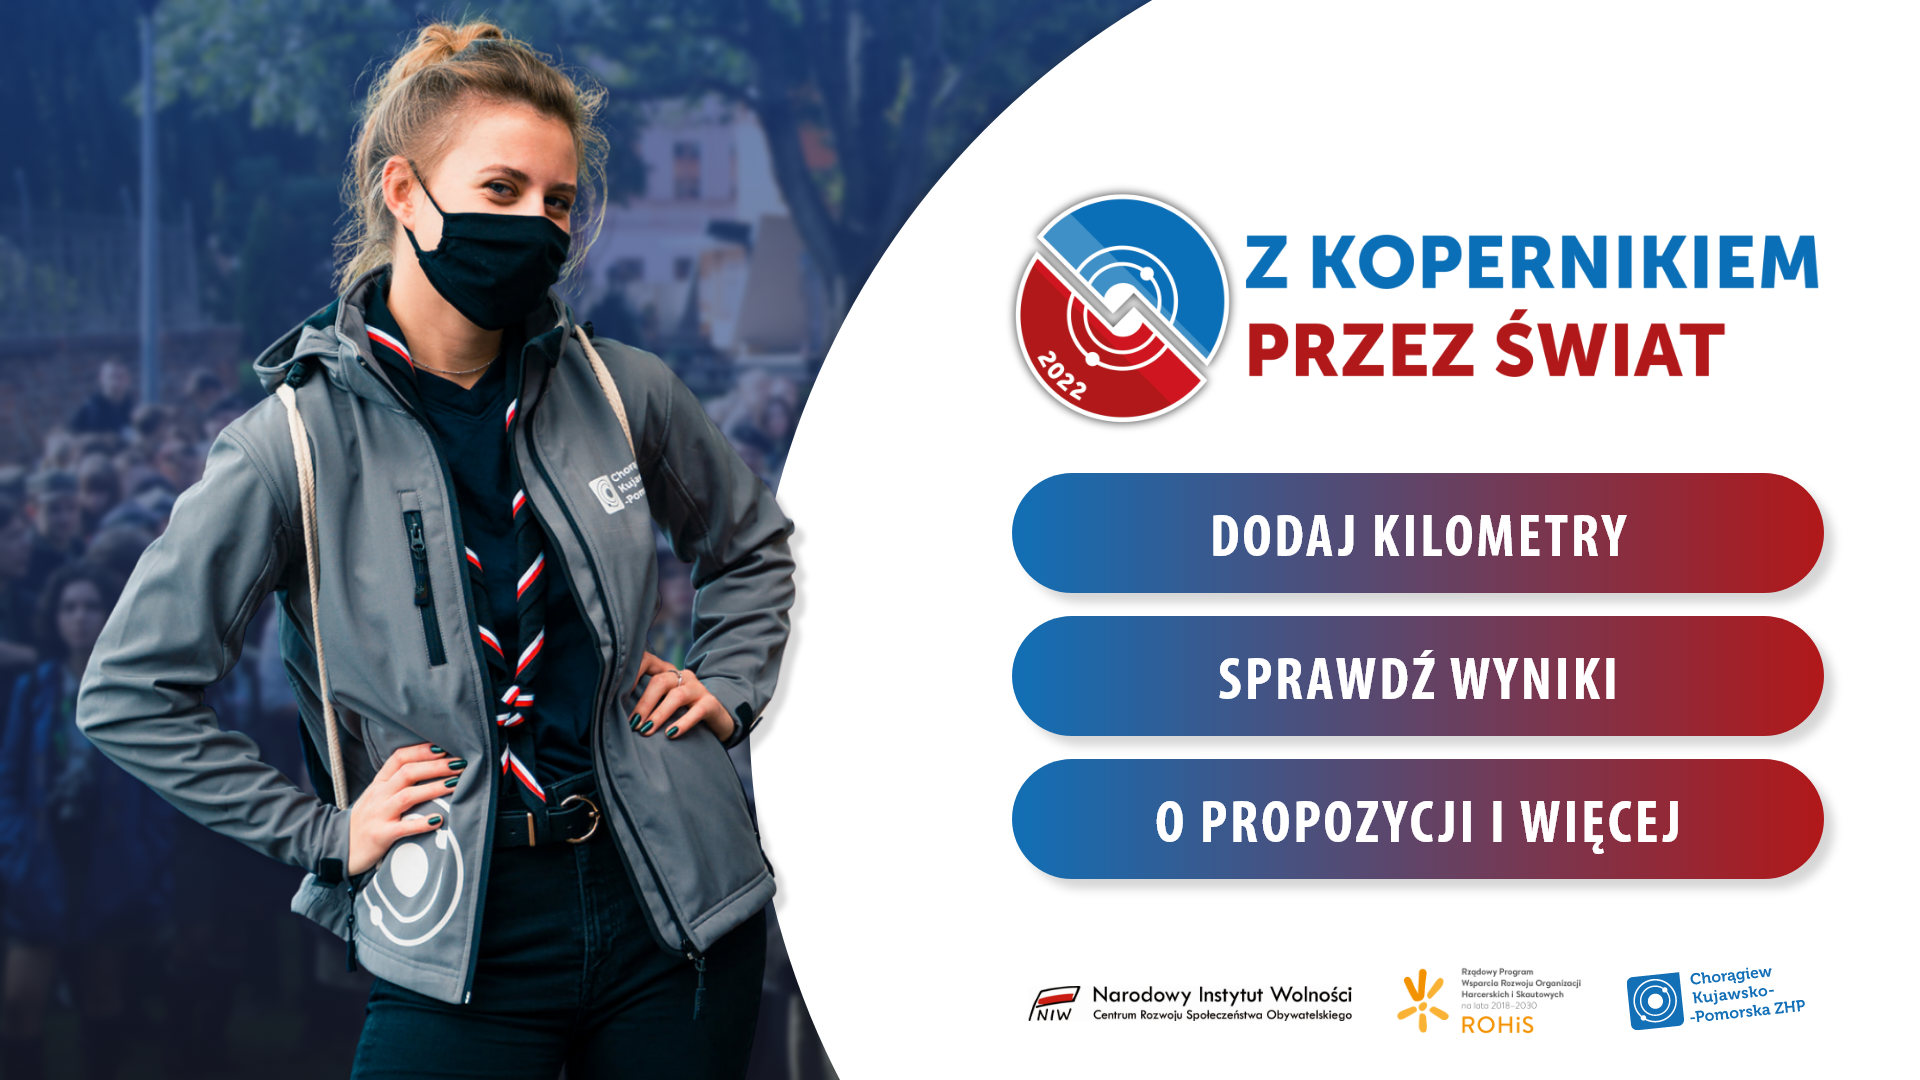 Z KOPERNIKIEM
PRZEZ ŚWIAT
2022
DODAJ KILOMETRY
SPRAWDŹ WYNIKI
O PROPOZYCJI I WIĘCEJ
NIW
Narodowy Instytut Wolności
Centrum Rozwoju Społeczeństwa Obywatelskiego
Rządowy Program
Wsparcia Rozwoju Organizacji
Harcerskich i Skautowych
na lata 2018-2030
ROHiS
Chorągiew
Kujawsko-
-Pomorska ZHP